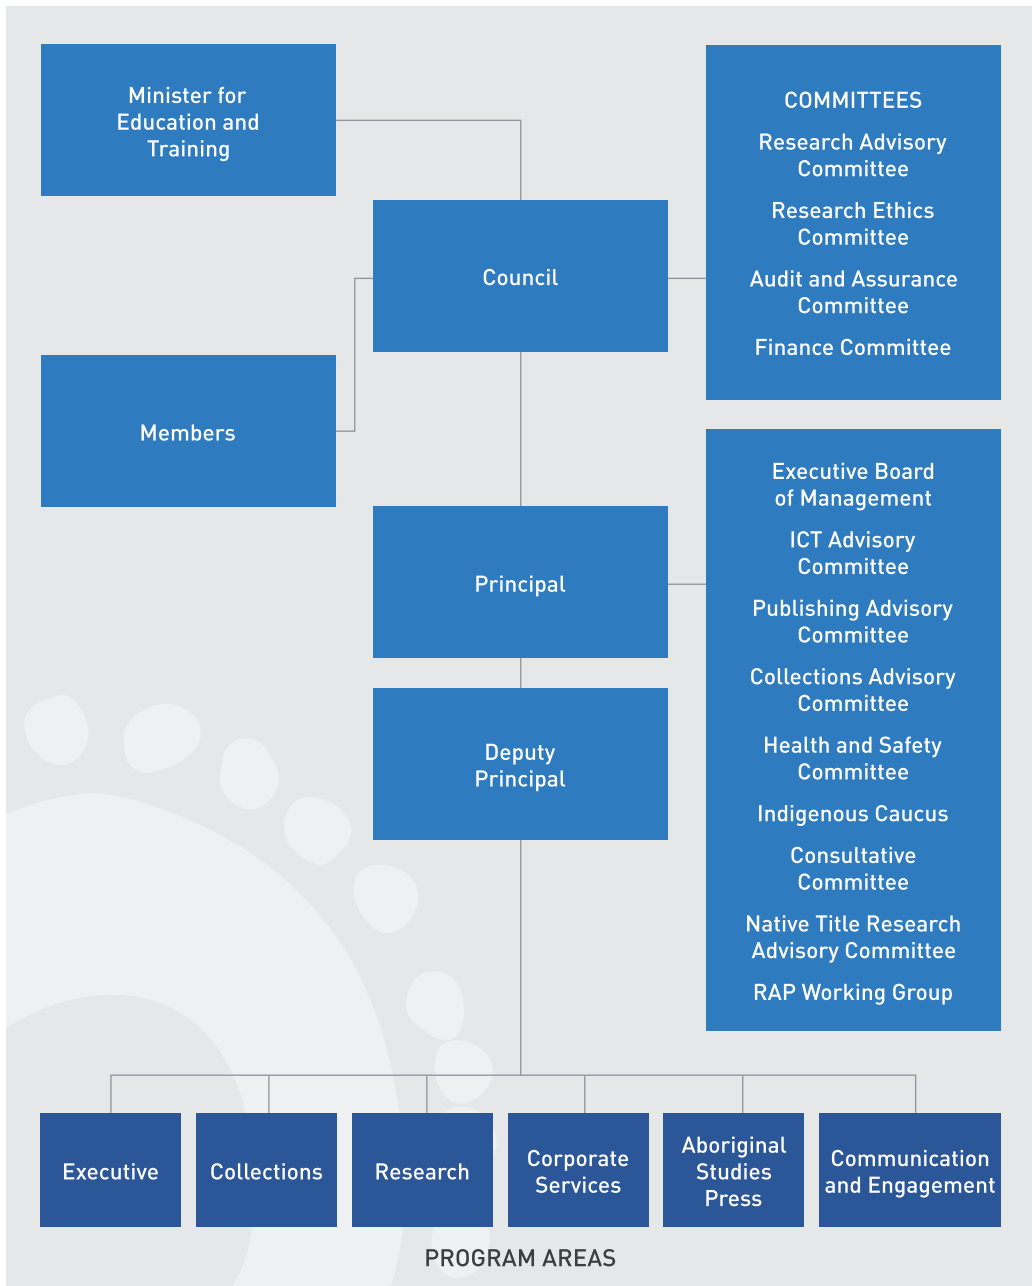 Minister for
Education and
Training
COMMITTEES
Research Advisory
Committee
Research Ethics
Committee
Audit and Assurance
Committee
Finance Committee
Council
Members
Executive Board
of Management
ICT Advisory
Committee
Publishing Advisory
Committee
Collections Advisory
Committee
Health and Safety
Committee
Indigenous Caucus
Consultative
Committee
Native Title Research
Advisory Committee
RAP Working Group
Principal
Deputy
Principal
Executive
Collections
Research
Corporate
Services
Aboriginal
Studies
Press
Communication
and Engagement
PROGRAM AREAS